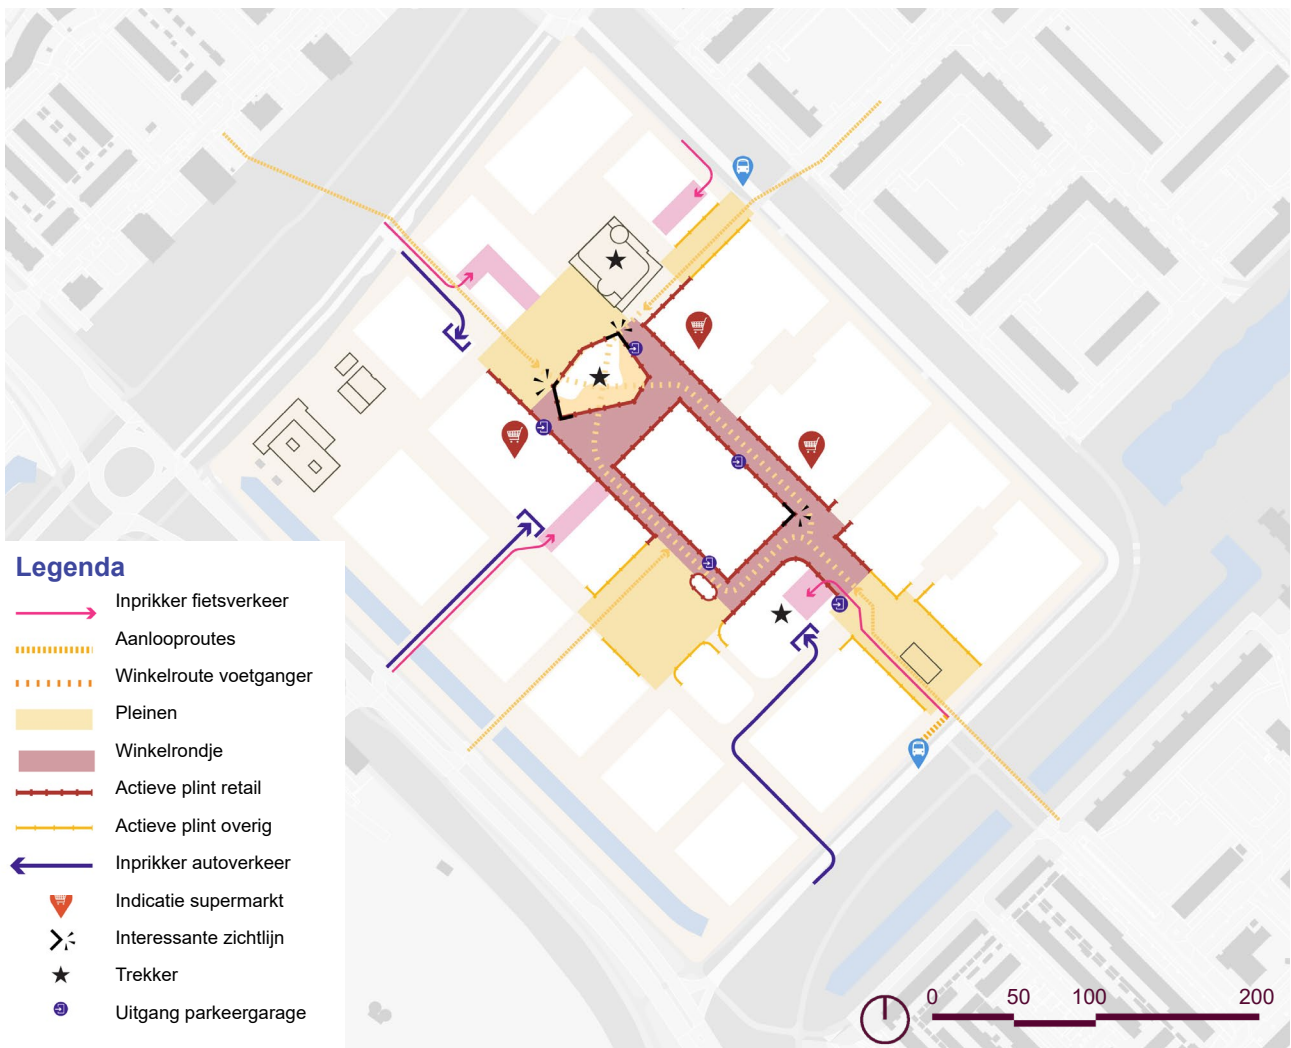 Legenda
Inprikker fietsverkeer
Aanlooproutes
Winkelroute voetganger
Pleinen
Winkelrondje
Actieve plint retail
Actieve plint overig
Inprikker autoverkeer
Indicatie supermarkt
Interessante zichtlijn
Trekker
Uitgang parkeergarage
0 50 100 200